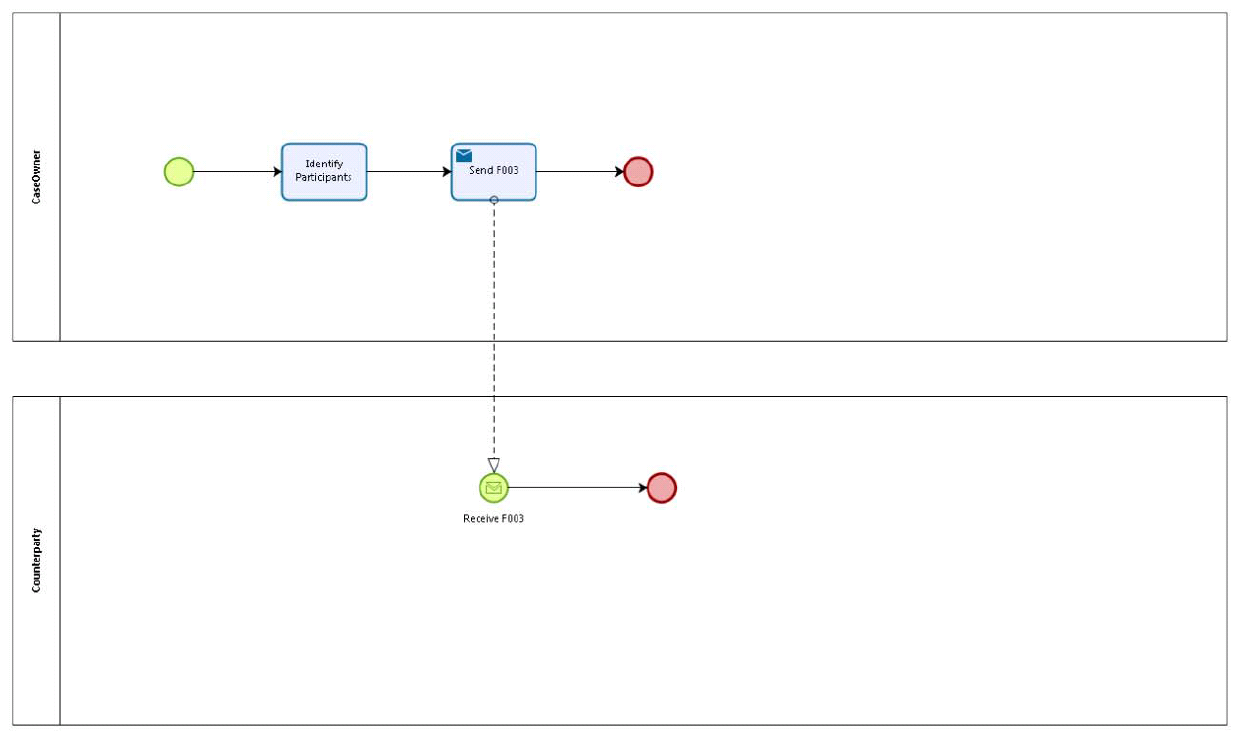 CaseOwner
Identify
Participants
Send F003
Counterparty
Receive F003